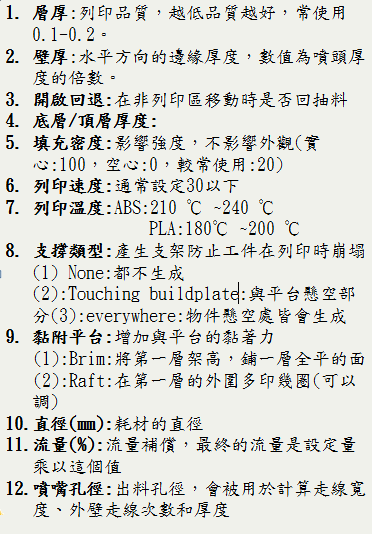 1. 層厚:列印品質，越低品質越好，常使用
0.1-0.2。
2. 壁厚:水平方向的邊緣厚度，數值為噴頭厚
度的倍數。
3. 開啟回退:在非列印區移動時是否回抽料
4. 底層/頂層厚度:
5. 填充密度:影響強度，不影響外觀(實
心:100，空心:0，較常使用:20)
6. 列印速度:通常設定30以下
7. 列印溫度:ABS:210 ℃ ~240 ℃
PLA:180℃ ~200 ℃
8. 支撐類型:產生支架防止工件在列印時崩塌
(1) None:都不生成
(2):Touching buildplate:與平台懸空部
分(3):everywhere:物件懸空處皆會生成
9. 黏附平台:增加與平台的黏著力
(1):Brim:將第一層架高，鋪一層全平的面
(2):Raft:在第一層的外圍多印幾圈(可以
調)
10. 直徑(mm):耗材的直徑
11. 流量(%):流量補償，最終的流量是設定量
乘以這個值
12. 噴嘴孔徑:出料孔徑，會被用於計算走線寬
度、外壁走線次數和厚度